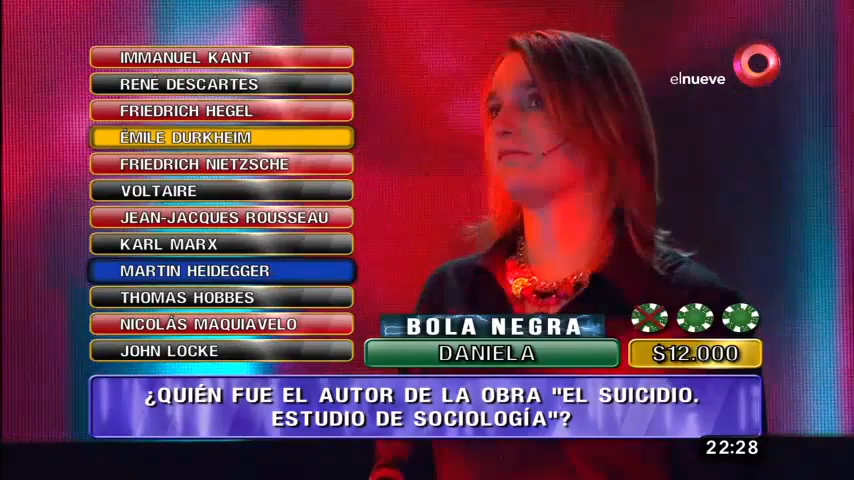 IMMANUEL KANT
RENÉ DESCARTES
FRIEDRICH HEGEL
ÉMILE DURKHEIM
FRIEDRICH NIETZSCHE
VOLTAIRE
JEAN-JACQUES ROUSSEAU
KARL MARX
MARTIN HEIDEGGER
THOMAS HOBBES
NICOLÁS MAQUIAVELO
JOHN LOCKE
elnueve
BOLA NEGRA
DANIELA
$12.000
¿QUIÉN FUE EL AUTOR DE LA OBRA "EL SUICIDIO.
ESTUDIO DE SOCIOLOGÍA"?
22:28